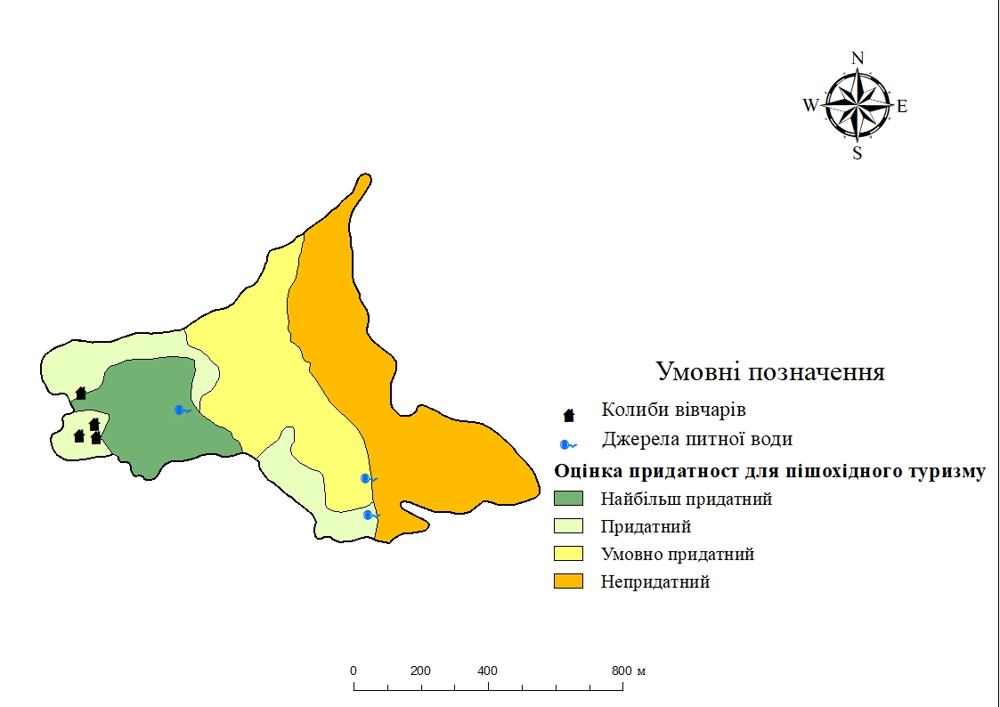 N
W E
S
Умовні позначення
Колиби вівчарів
Джерела питної води
Оцінка придатност для пішохідного туризму
Найбільш придатний
Придатний
Умовно придатний
Непридатний
0 200 400 800 м